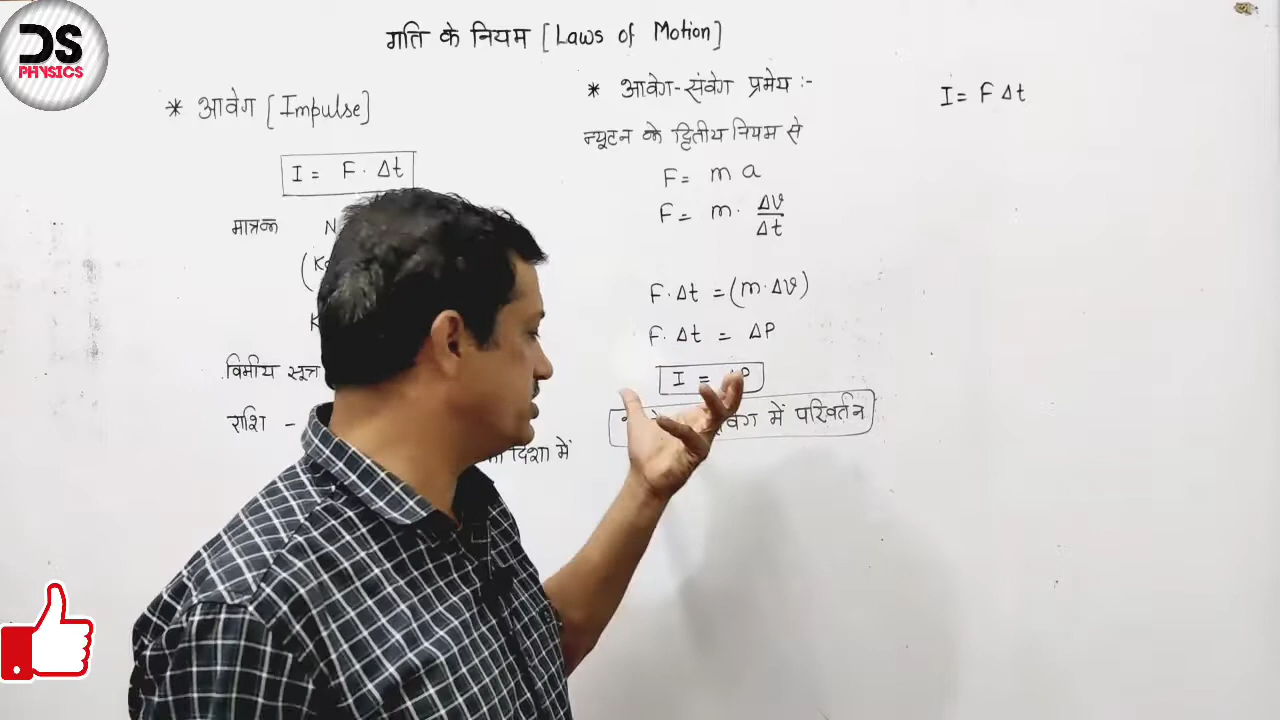 DS
PHYSICS
गति के नियम [Laws of Motion]
* आवेग [Impulse]
I = F · Δt
मात्रक N
(K
K
विमीय सूत्र
राशि -
दिशा में
* आवेग-संवेग प्रमेय :-
न्यूटन के द्वितीय नियम से
F = m a
F = m · Δv/Δt
F·Δt = (m·Δv)
F·Δt = ΔP
I = P
में परिवर्तन
I = F Δt